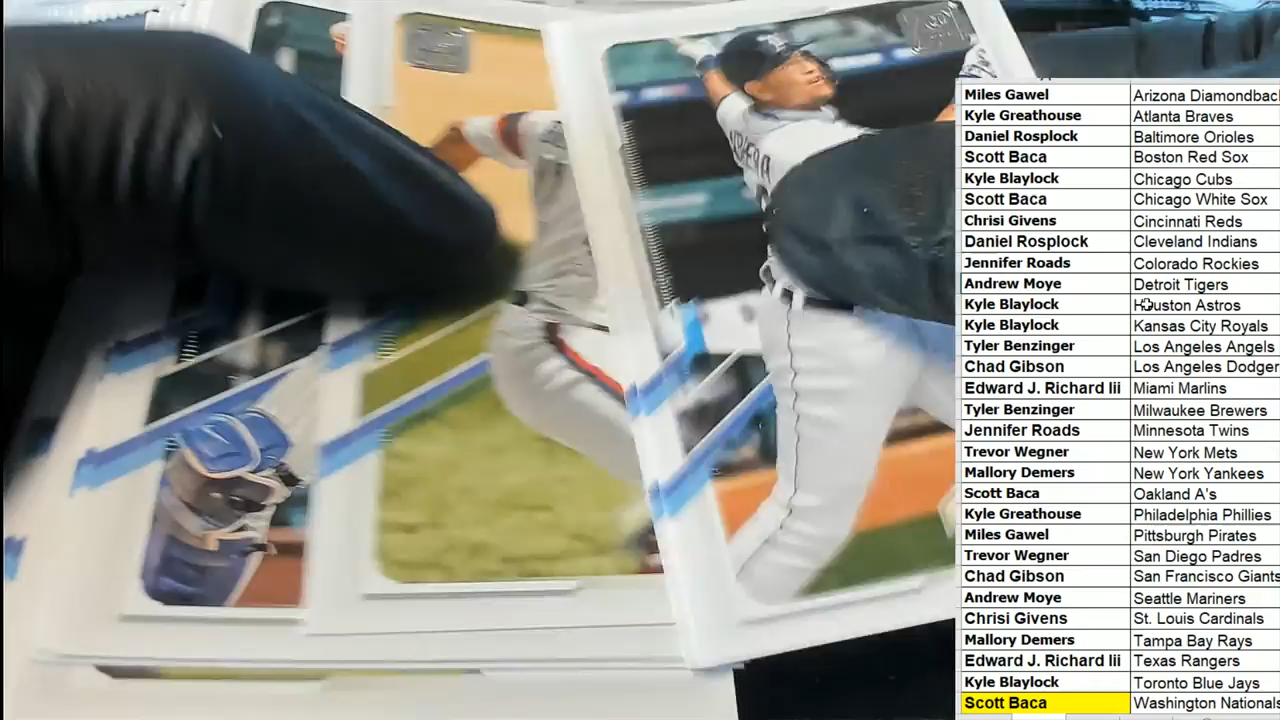 Miles Gawel Arizona Diamondbac
Kyle Greathouse Atlanta Braves
Daniel Rosplock Baltimore Orioles
Scott Baca Boston Red Sox
Kyle Blaylock Chicago Cubs
Scott Baca Chicago White Sox
Chrisi Givens Cincinnati Reds
Daniel Rosplock Cleveland Indians
Jennifer Roads Colorado Rockies
Andrew Moye Detroit Tigers
Kyle Blaylock Houston Astros
Kyle Blaylock Kansas City Royals
Tyler Benzinger Los Angeles Angels
Chad Gibson Los Angeles Dodger
Edward J. Richard Iii Miami Marlins
Tyler Benzinger Milwaukee Brewers
Jennifer Roads Minnesota Twins
Trevor Wegner New York Mets
Mallory Demers New York Yankees
Scott Baca Oakland A's
Kyle Greathouse Philadelphia Phillies
Miles Gawel Pittsburgh Pirates
Trevor Wegner San Diego Padres
Chad Gibson San Francisco Giants
Andrew Moye Seattle Mariners
Chrisi Givens St. Louis Cardinals
Mallory Demers Tampa Bay Rays
Edward J. Richard Iii Texas Rangers
Kyle Blaylock Toronto Blue Jays
Scott Baca Washington Nationals